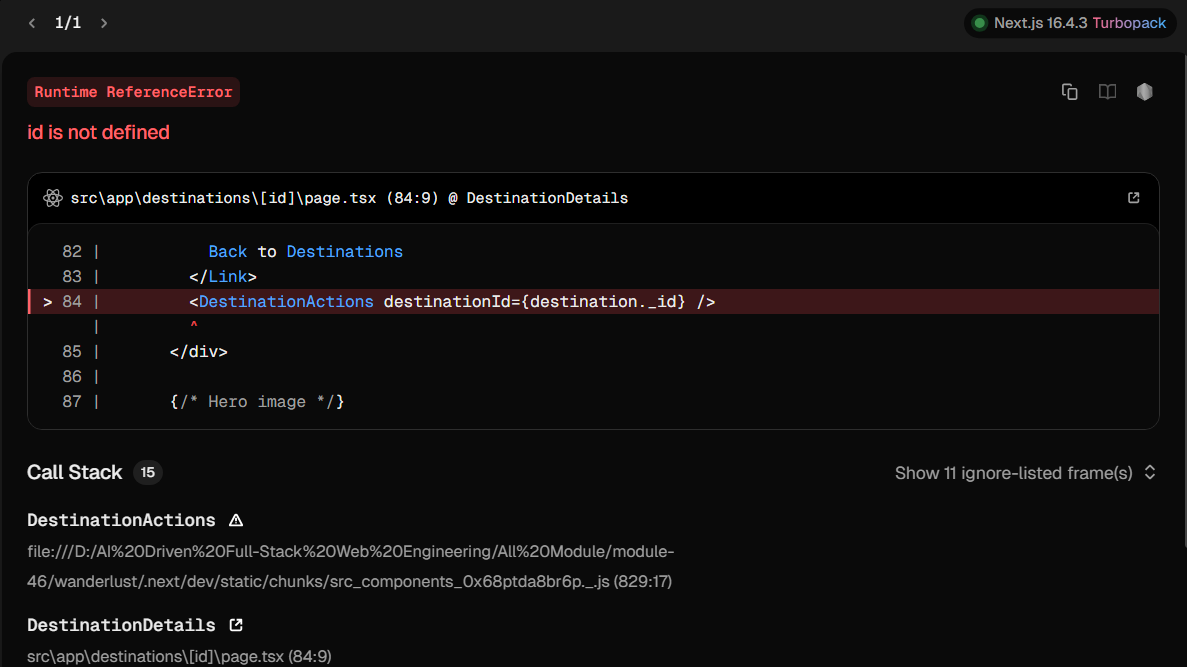 1/1
Next.js 16.4.3 Turbopack
Runtime ReferenceError
id is not defined
src\app\destinations\[id]\page.tsx (84:9) @ DestinationDetails
82 | Back to Destinations
83 | </Link>
> 84 | <DestinationActions destinationId={destination._id} />
| ^
85 | </div>
86 |
87 | {/* Hero image */}
Call Stack 15
Show 11 ignore-listed frame(s)
DestinationActions
file:///D:/AI%20Driven%20Full-Stack%20Web%20Engineering/All%20Module/module-
46/wanderlust/.next/dev/static/chunks/src_components_0x68ptda8br6p._.js (829:17)
DestinationDetails
src\app\destinations\[id]\page.tsx (84:9)